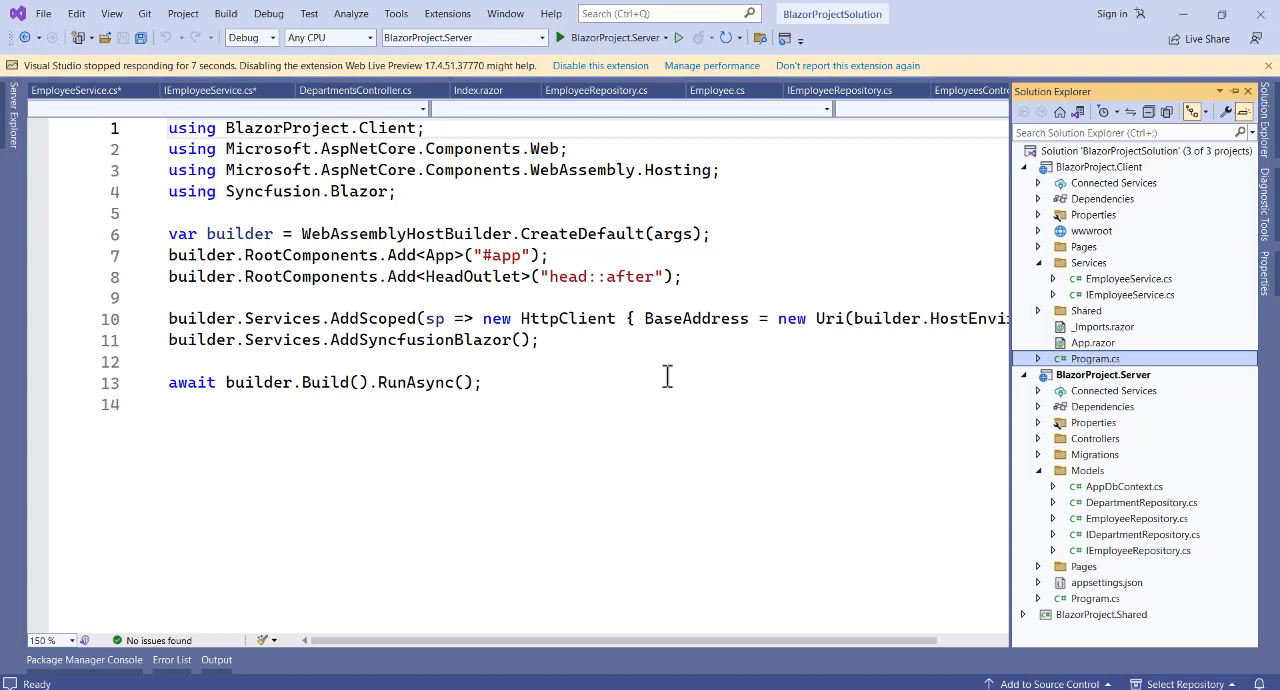 File Edit View Git Project Build Debug Test Analyze Tools Extensions Window Help Search (Ctrl+Q) BlazorProjectSolution Sign in
Debug Any CPU BlazorProject.Server BlazorProject.Server Live Share
Visual Studio stopped responding for 7 seconds. Disabling the extension Web Live Preview 17.4.51.37770 might help. Disable this extension Manage performance Don't report this extension again
Server Explorer
EmployeeService.cs* IEmployeeService.cs* DepartmentsController.cs Index.razor EmployeeRepository.cs Employee.cs IEmployeeRepository.cs EmployeesContro
1 using BlazorProject.Client;
2 using Microsoft.AspNetCore.Components.Web;
3 using Microsoft.AspNetCore.Components.WebAssembly.Hosting;
4 using Syncfusion.Blazor;
5
6 var builder = WebAssemblyHostBuilder.CreateDefault(args);
7 builder.RootComponents.Add<App>("#app");
8 builder.RootComponents.Add<HeadOutlet>("head::after");
9
10 builder.Services.AddScoped(sp => new HttpClient { BaseAddress = new Uri(builder.HostEnvi
11 builder.Services.AddSyncfusionBlazor();
12
13 await builder.Build().RunAsync();
14
150 % No issues found
Solution Explorer
Search Solution Explorer (Ctrl+;)
Solution 'BlazorProjectSolution' (3 of 3 projects)
BlazorProject.Client
Connected Services
Dependencies
Properties
wwwroot
Pages
Services
C# EmployeeService.cs
C# IEmployeeService.cs
Shared
_Imports.razor
App.razor
C# Program.cs
BlazorProject.Server
Connected Services
Dependencies
Properties
Controllers
Migrations
Models
C# AppDbContext.cs
C# DepartmentRepository.cs
C# EmployeeRepository.cs
C# IDepartmentRepository.cs
C# IEmployeeRepository.cs
Pages
appsettings.json
C# Program.cs
BlazorProject.Shared
Solution Explorer
Diagnostic Tools
Properties
Package Manager Console Error List Output
Ready Add to Source Control Select Repository